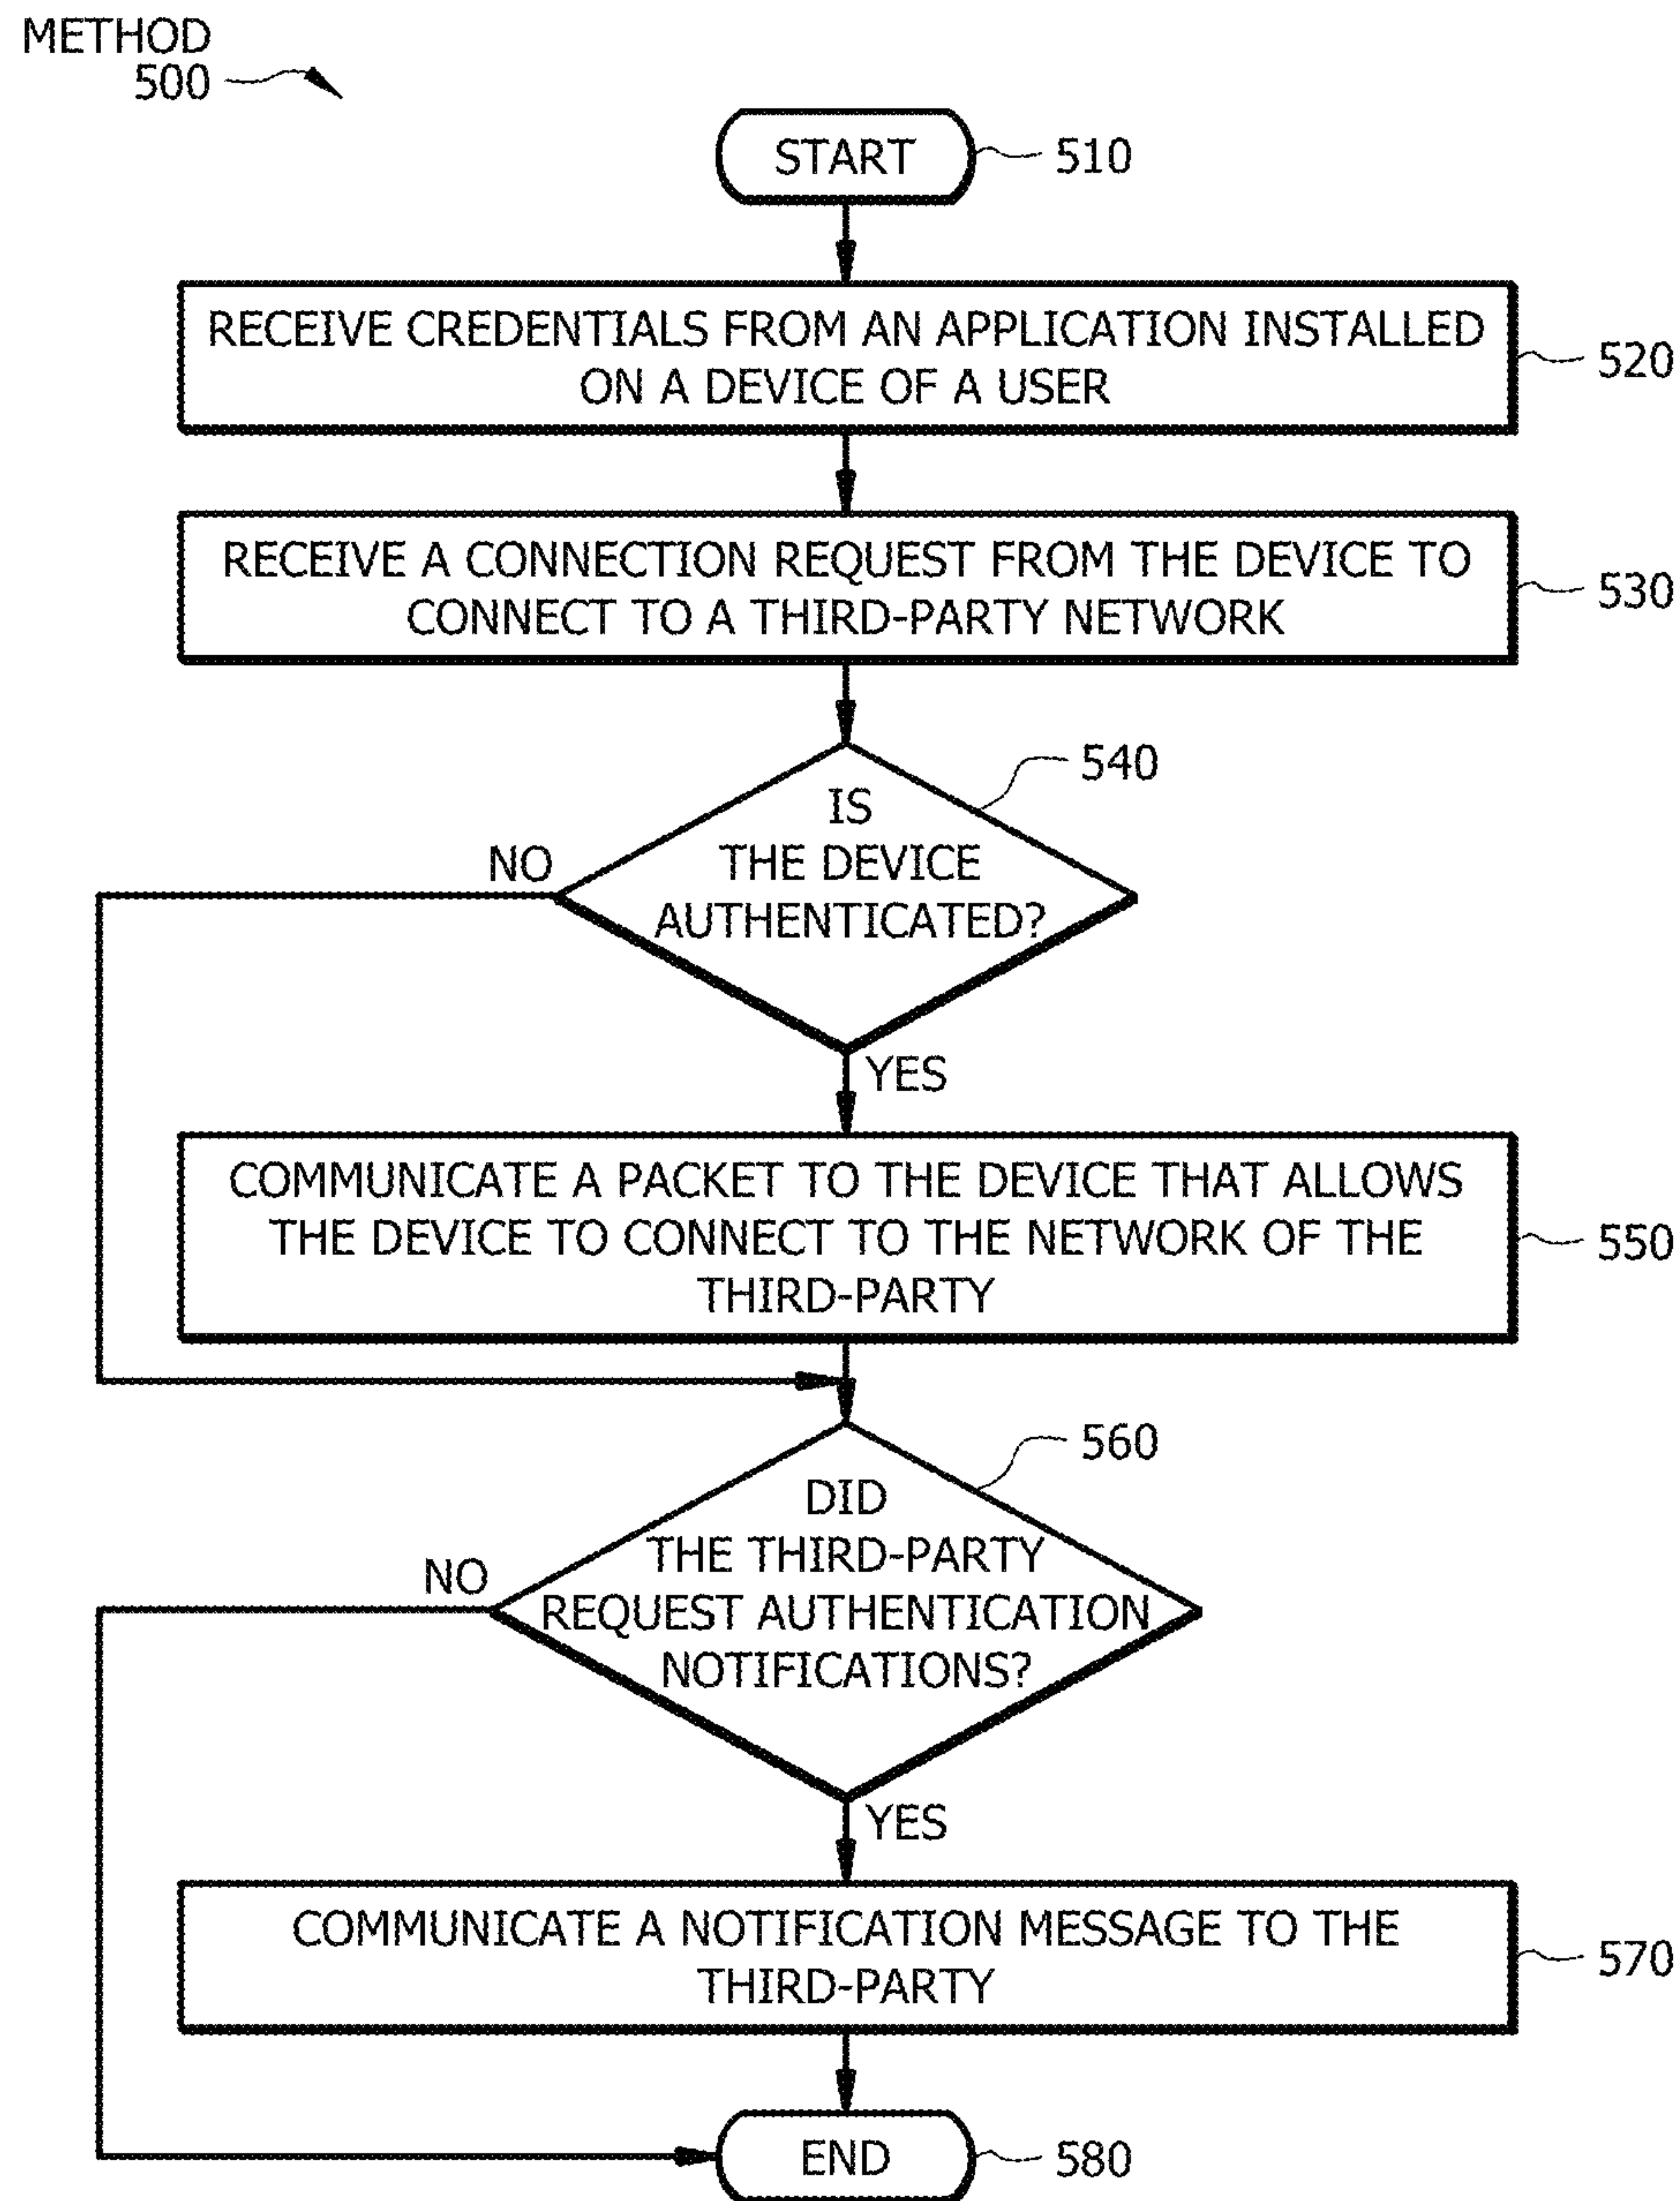 METHOD
500
START
510
RECEIVE CREDENTIALS FROM AN APPLICATION INSTALLED
ON A DEVICE OF A USER
520
RECEIVE A CONNECTION REQUEST FROM THE DEVICE TO
CONNECT TO A THIRD-PARTY NETWORK
530
540
IS
THE DEVICE
AUTHENTICATED?
NO
YES
COMMUNICATE A PACKET TO THE DEVICE THAT ALLOWS
THE DEVICE TO CONNECT TO THE NETWORK OF THE
THIRD-PARTY
550
560
DID
THE THIRD-PARTY
REQUEST AUTHENTICATION
NOTIFICATIONS?
NO
YES
COMMUNICATE A NOTIFICATION MESSAGE TO THE
THIRD-PARTY
570
END
580